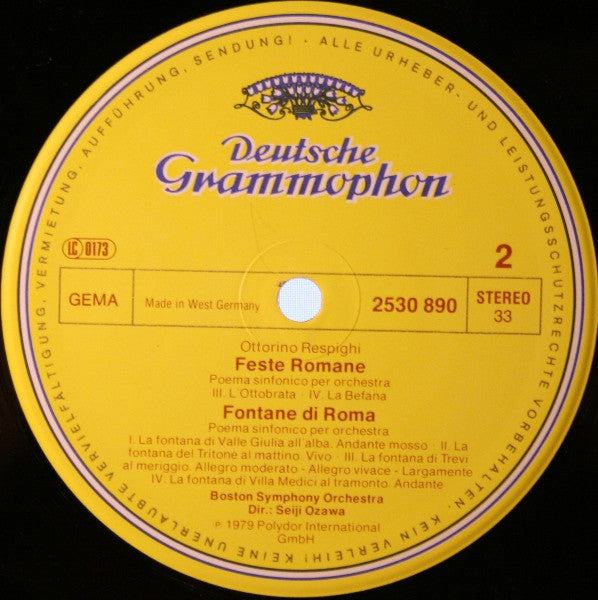 ALLE URHEBER- UND LEISTUNGSSCHUTZRECHTE VORBEHALTEN · KEIN VERLEIH! KEINE UNERLAUBTE VERVIELFÄLTIGUNG, VERMIETUNG, AUFFÜHRUNG, SENDUNG! ·
Deutsche
Grammophon
LC 0173
2
GEMA
Made in West Germany
2530 890
STEREO
33
Ottorino Respighi
Feste Romane
Poema sinfonico per orchestra
III. L'Ottobrata · IV. La Befana
Fontane di Roma
Poema sinfonico per orchestra
I. La fontana di Valle Giulia all'alba. Andante mosso · II. La
fontana del Tritone al mattino. Vivo · III. La fontana di Trevi
al meriggio. Allegro moderato - Allegro vivace - Largamente
IV. La fontana di Villa Medici al tramonto. Andante
Boston Symphony Orchestra
Dir.: Seiji Ozawa
℗ 1979 Polydor International
GmbH